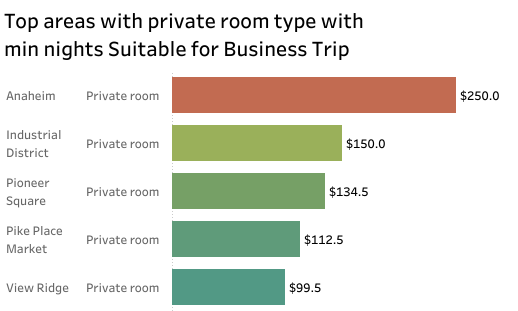 Top areas with private room type with
min nights Suitable for Business Trip
Anaheim Private room $250.0
Industrial
District Private room $150.0
Pioneer
Square Private room $134.5
Pike Place
Market Private room $112.5
View Ridge Private room $99.5